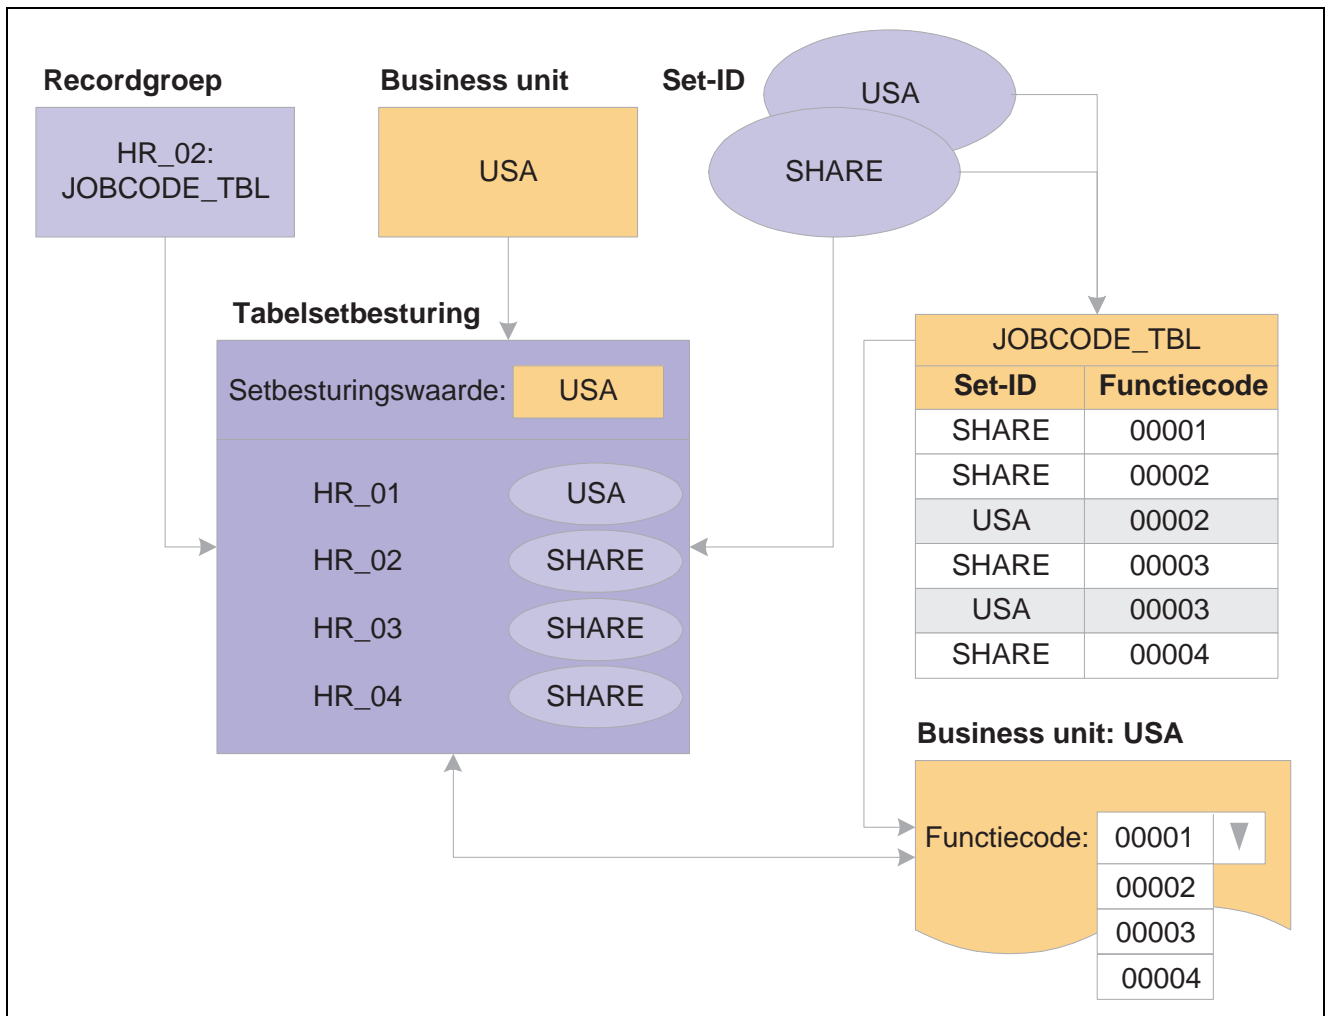 Recordgroep
HR_02:
JOBCODE_TBL
Business unit
USA
Set-ID
USA
SHARE
Tabelsetbesturing
Setbesturingswaarde: USA
HR_01 USA
HR_02 SHARE
HR_03 SHARE
HR_04 SHARE
JOBCODE_TBL
Set-ID Functiecode
SHARE 00001
SHARE 00002
USA 00002
SHARE 00003
USA 00003
SHARE 00004
Business unit: USA
Functiecode: 00001
00002
00003
00004